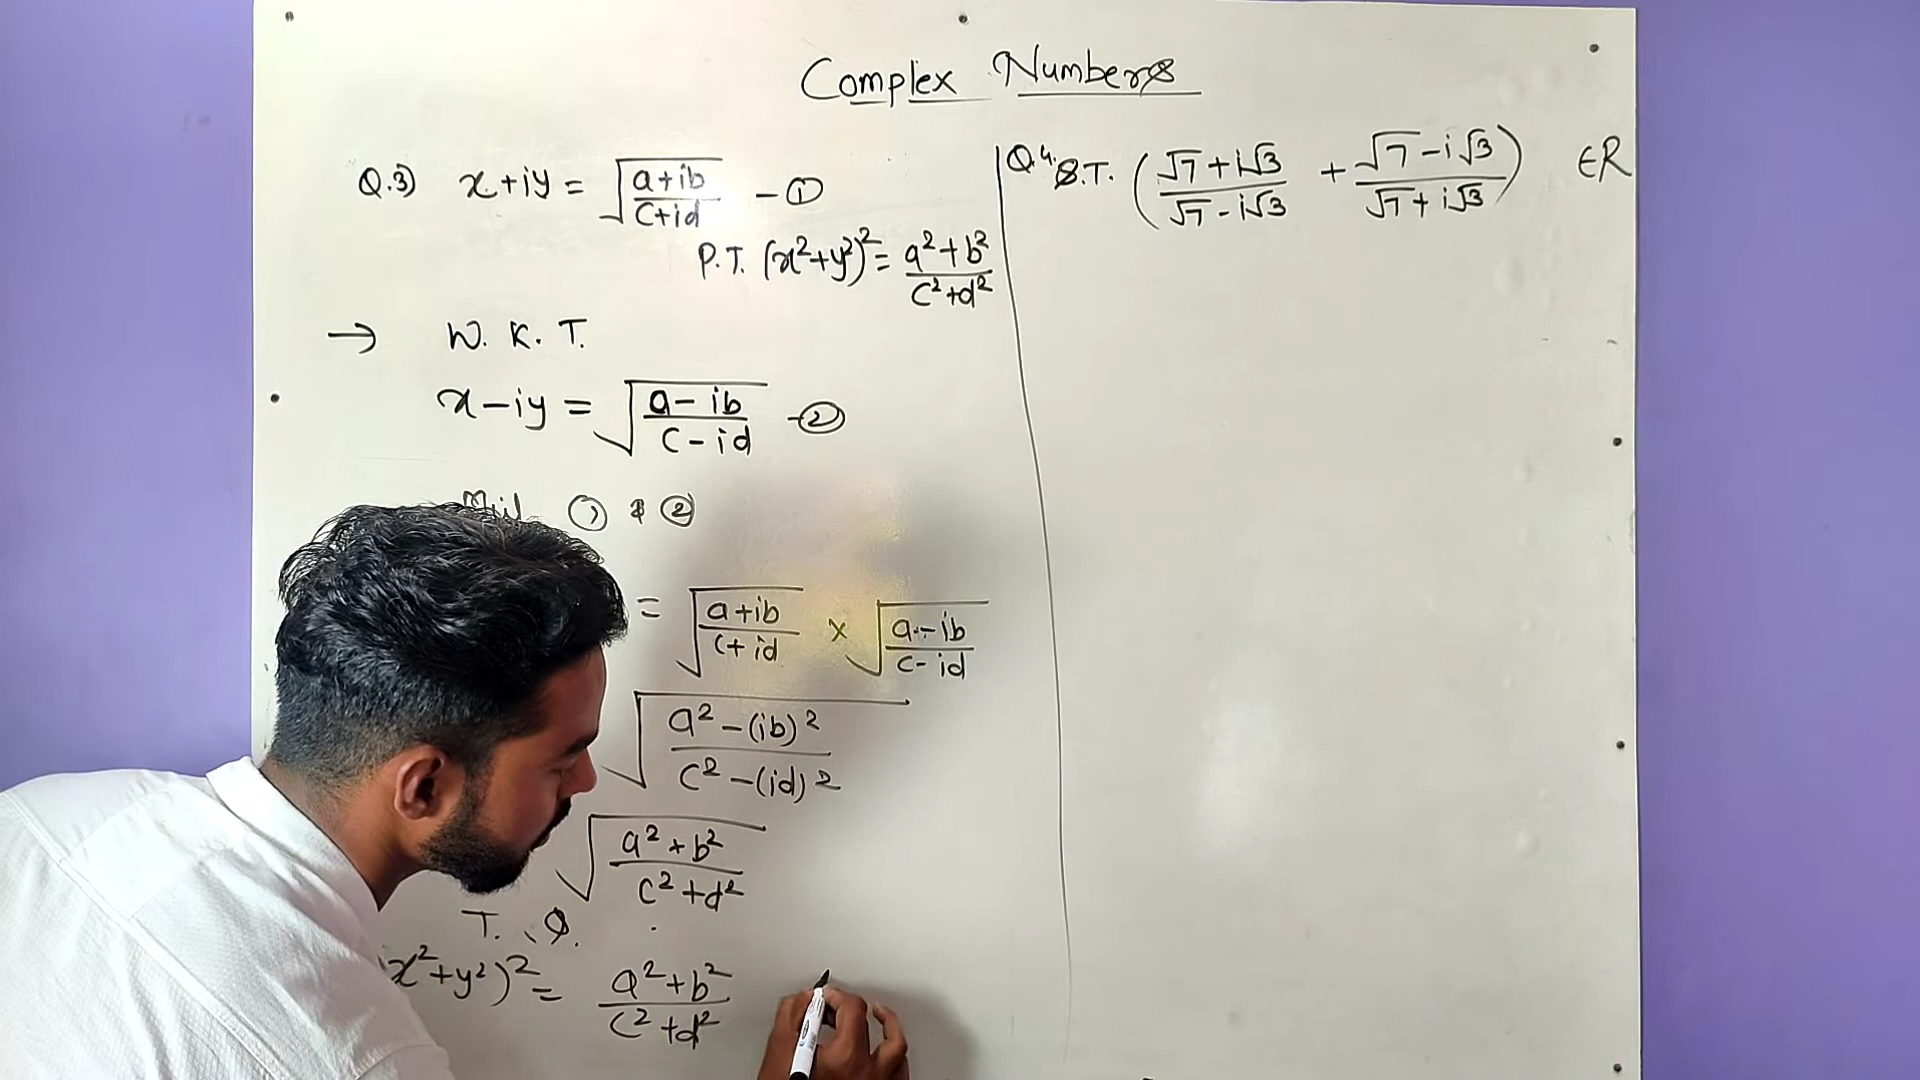 Complex Numbers
Q.3) x+iy = √(a+ib/c+id) - ①
P.T. (x²+y²)² = a²+b²/c²+d²
→ W. K. T.
x-iy = √(a-ib/c-id) - ②
① & ②
= √(a+ib/c+id) × √(a-ib/c-id)
√(a²-(ib)²/c²-(id)²)
√(a²+b²/c²+d²)
x²+y²)² = a²+b²/c²+d²
Q.4. S.T. (√7+i√3/√7-i√3 + √7-i√3/√7+i√3) ∈R